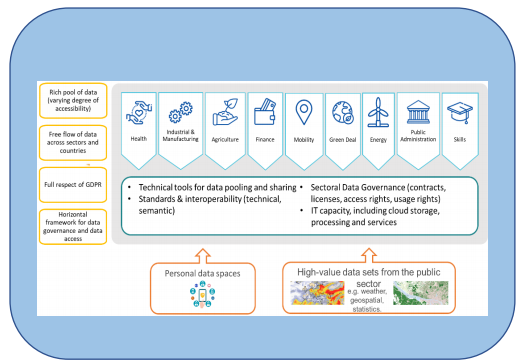 Rich pool of data
(varying degree of
accessibility)
Free flow of data
across sectors and
countries
Full respect of GDPR
Horizontal
framework for data
governance and data
access
Health
Industrial &
Manufacturing
Agriculture
Finance
Mobility
Green Deal
Energy
Public
Administration
Skills
• Technical tools for data pooling and sharing
• Standards & interoperability (technical,
semantic)
• Sectoral Data Governance (contracts,
licenses, access rights, usage rights)
• IT capacity, including cloud storage,
processing and services
Personal data spaces
High-value data sets from the public
sector
e.g. weather,
geospatial,
statistics.